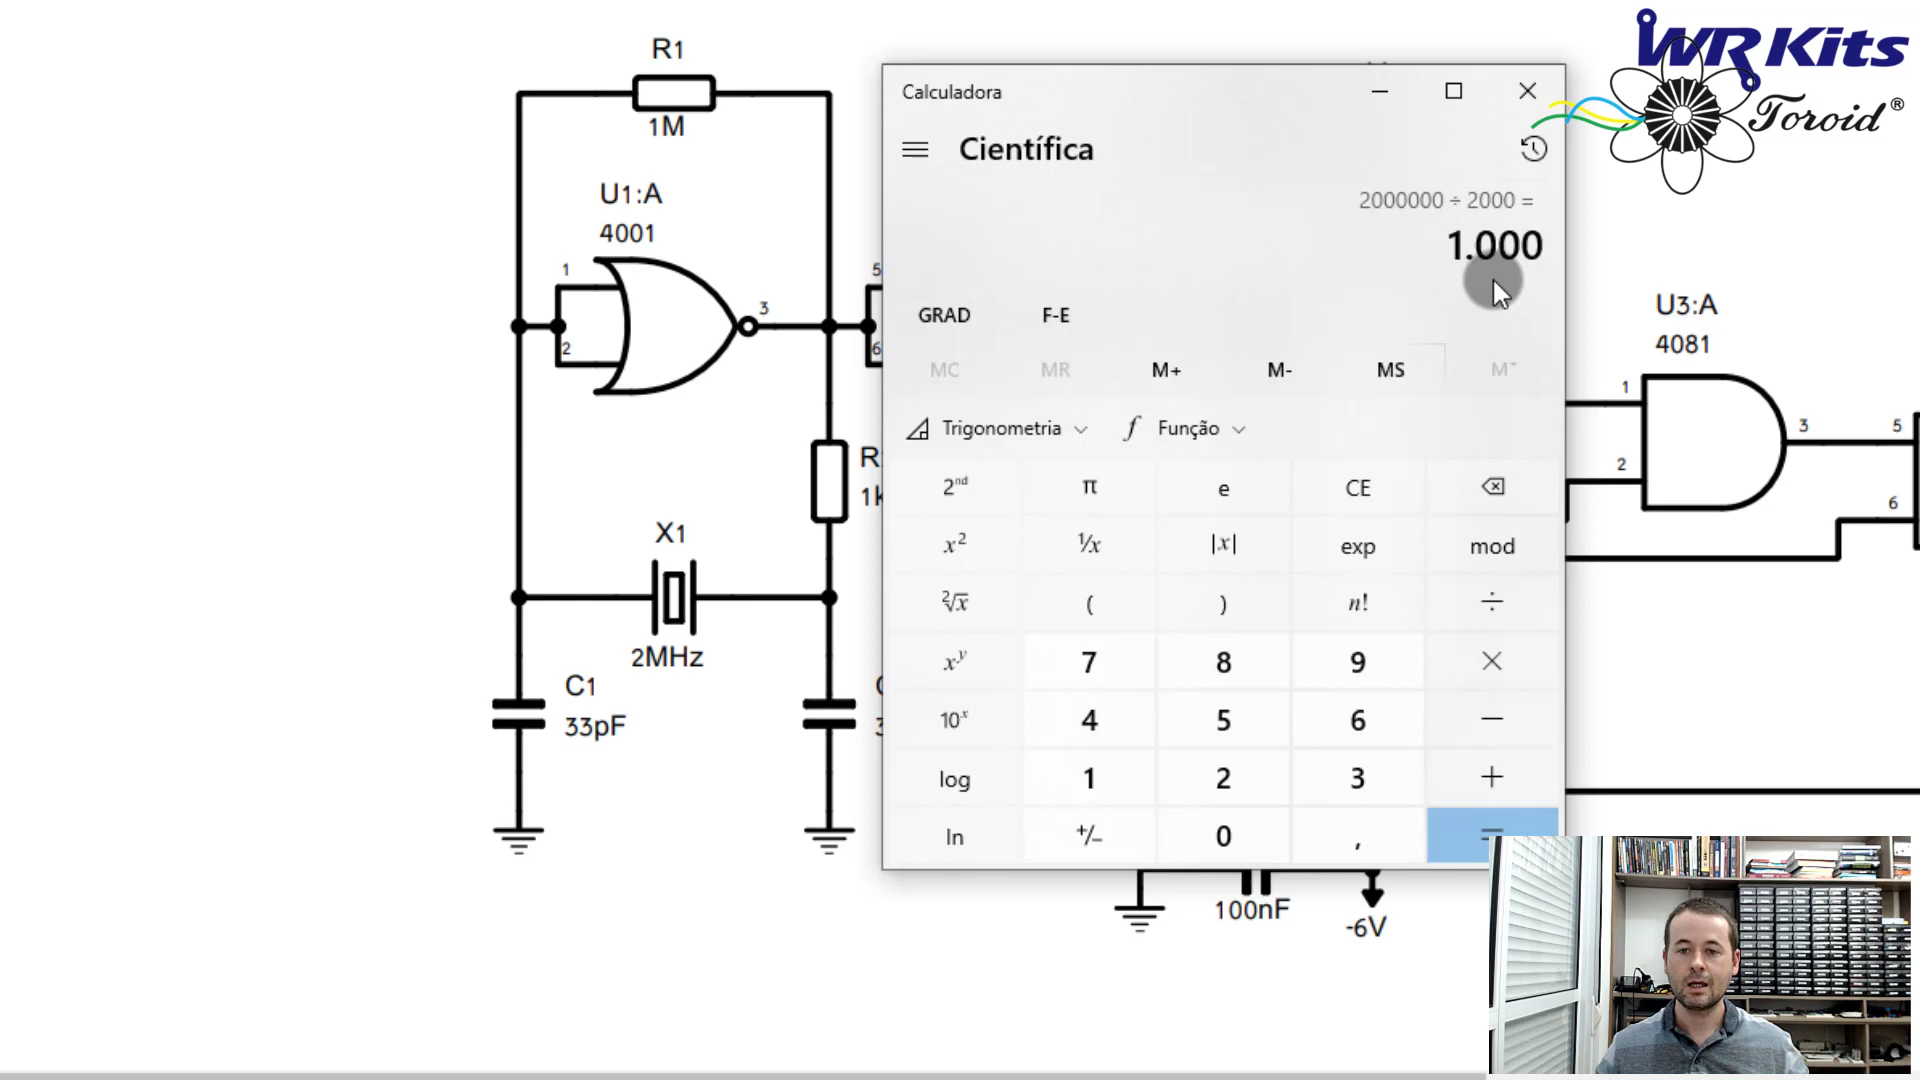 R1
1M
U1:A
4001
1
2
3
5
6
1k
X1
2MHz
C1
33pF
Calculadora
Científica
2000000 ÷ 2000 =
1.000
GRAD
F-E
MC
MR
M+
M-
MS
Trigonometria
f
Função
2nd
π
e
CE
x²
¹/x
|x|
exp
mod
²√x
(
)
n!
÷
xʸ
7
8
9
×
10ˣ
4
5
6
−
log
1
2
3
+
ln
+/−
0
,
=
100nF
-6V
U3:A
4081
1
2
3
5
6
WR Kits
Toroid®